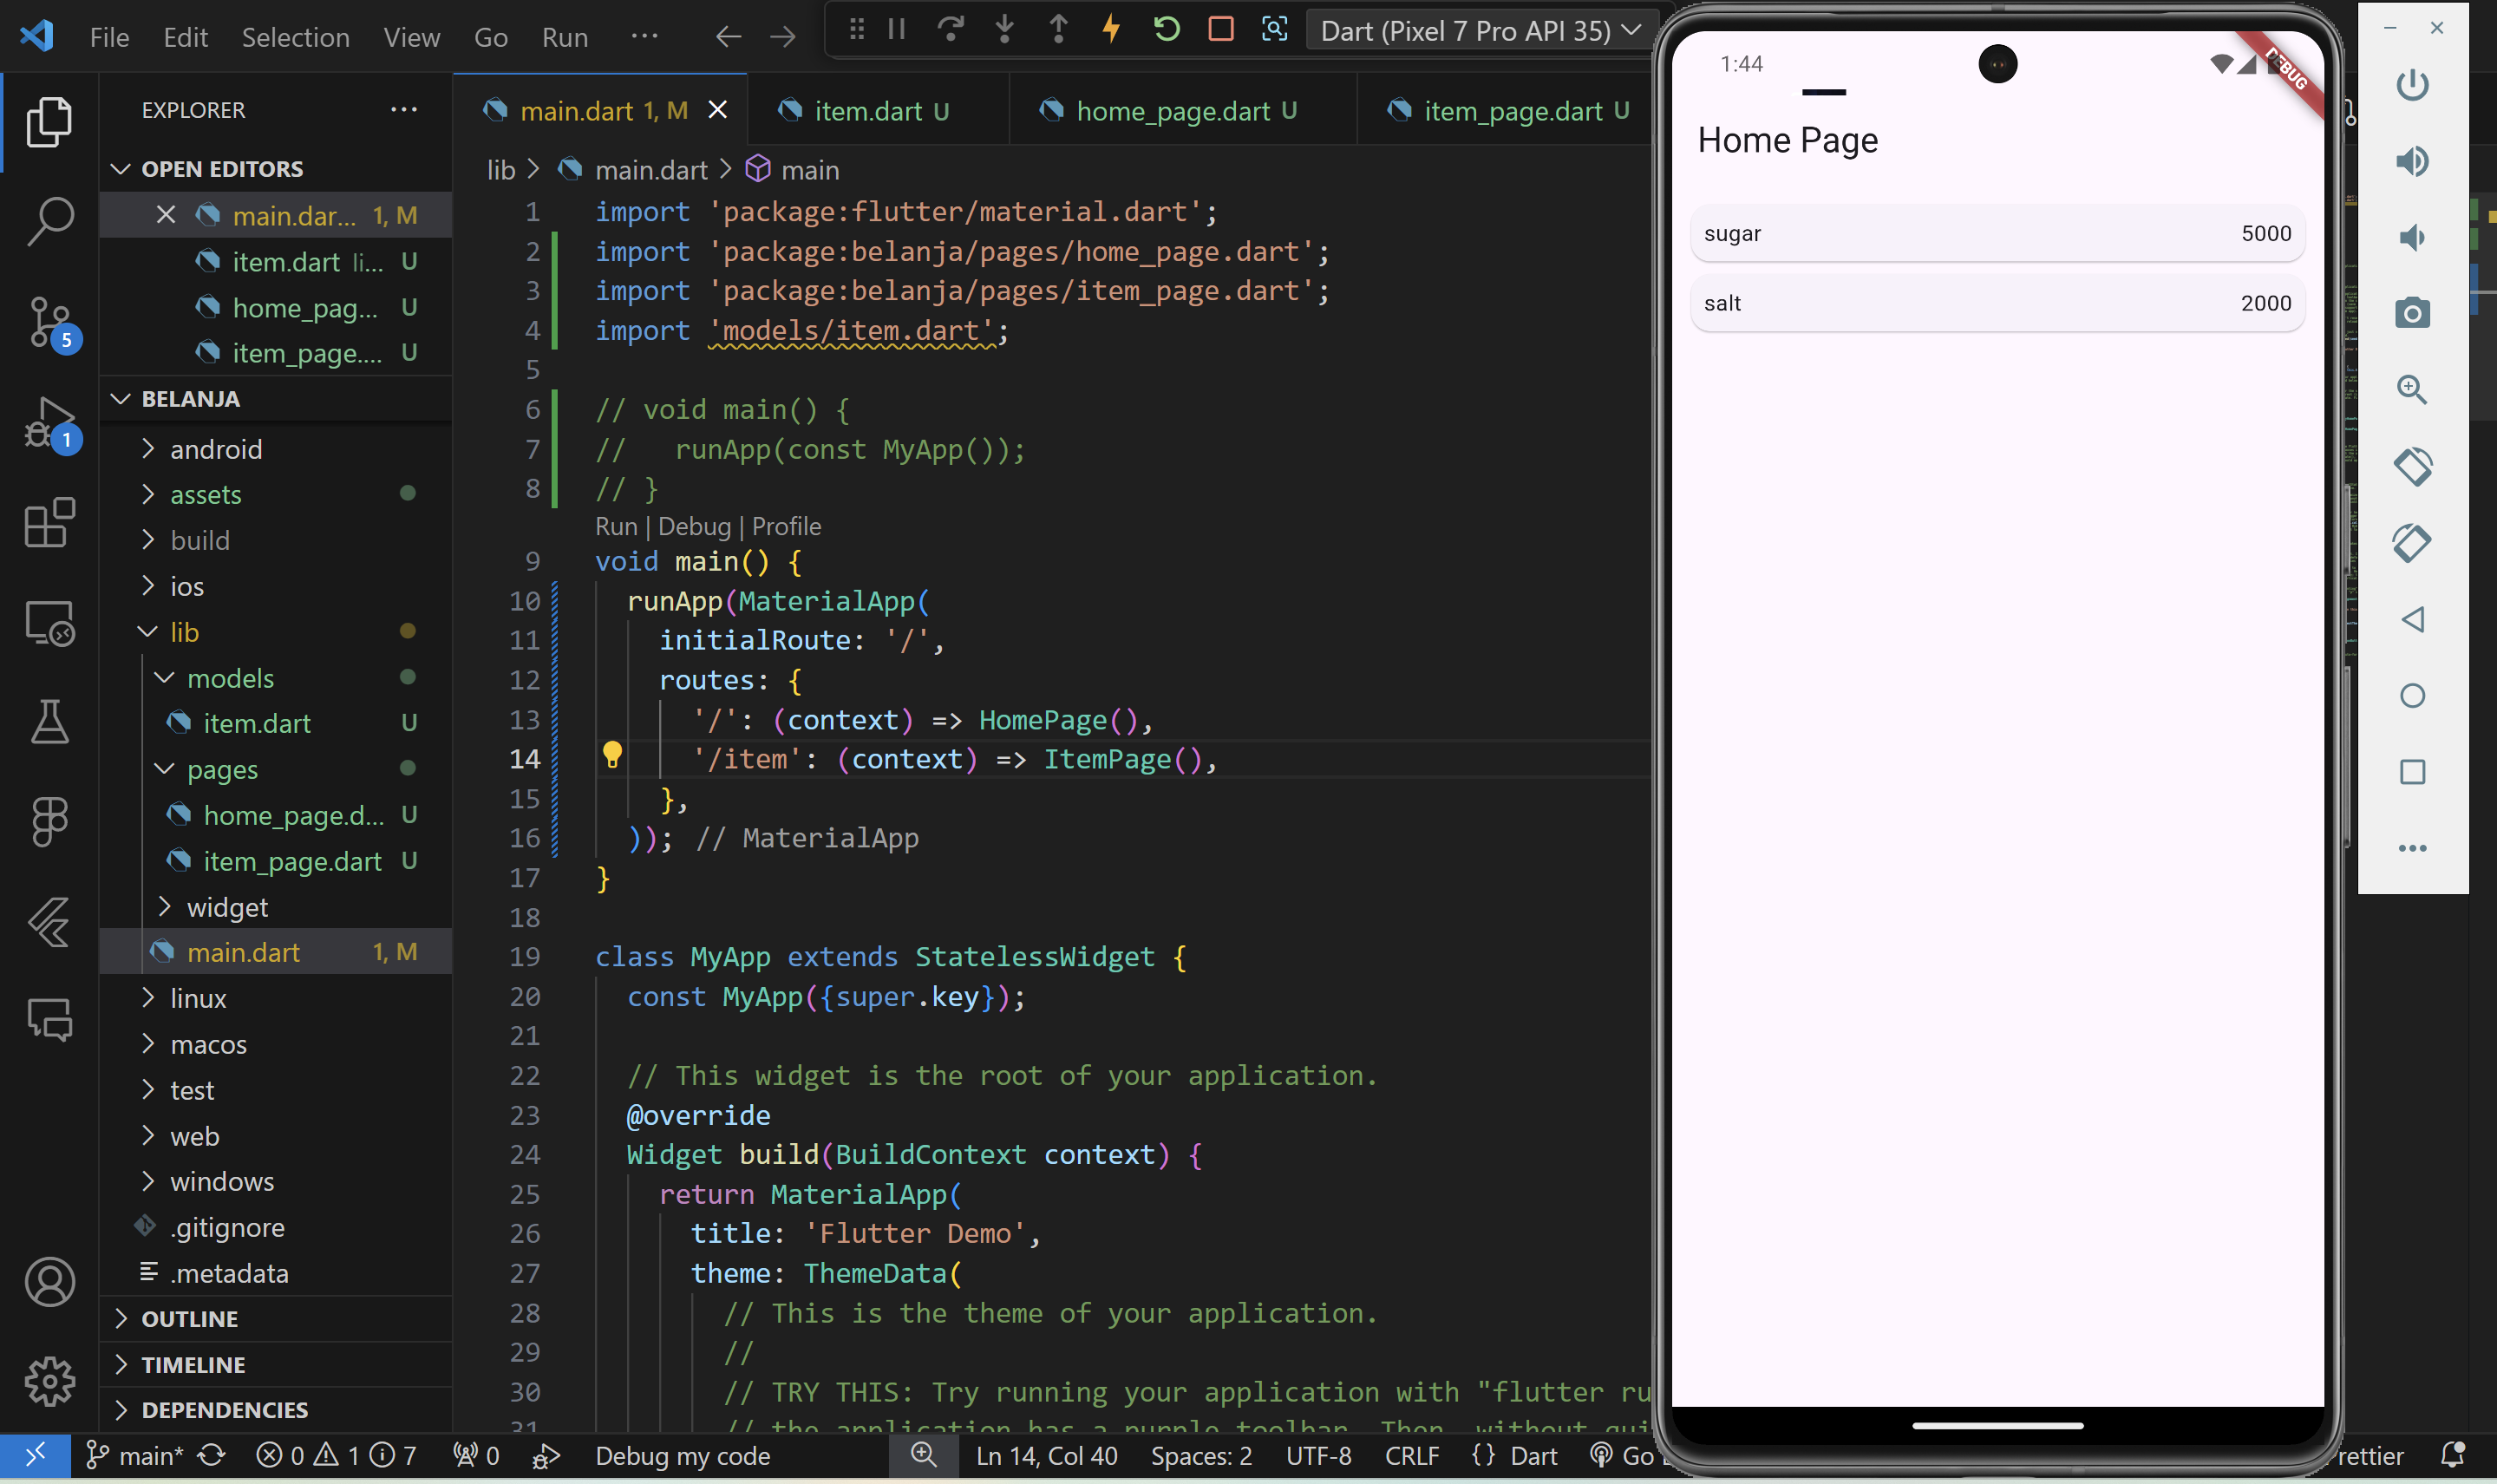 File Edit Selection View Go Run ···
Dart (Pixel 7 Pro API 35)
EXPLORER
OPEN EDITORS
main.dar... 1, M
item.dart li... U
home_pag... U
item_page.... U
BELANJA
android
assets
build
ios
lib
models
item.dart U
pages
home_page.d... U
item_page.dart U
widget
main.dart 1, M
linux
macos
test
web
windows
.gitignore
.metadata
OUTLINE
TIMELINE
DEPENDENCIES
5
1
main.dart 1, M
item.dart U
home_page.dart U
item_page.dart U
lib > main.dart > main
1 import 'package:flutter/material.dart';
2 import 'package:belanja/pages/home_page.dart';
3 import 'package:belanja/pages/item_page.dart';
4 import 'models/item.dart';
5
6 // void main() {
7 //   runApp(const MyApp());
8 // }
Run | Debug | Profile
9 void main() {
10   runApp(MaterialApp(
11     initialRoute: '/',
12     routes: {
13       '/': (context) => HomePage(),
14       '/item': (context) => ItemPage(),
15     },
16   )); // MaterialApp
17 }
18
19 class MyApp extends StatelessWidget {
20   const MyApp({super.key});
21
22   // This widget is the root of your application.
23   @override
24   Widget build(BuildContext context) {
25     return MaterialApp(
26       title: 'Flutter Demo',
27       theme: ThemeData(
28         // This is the theme of your application.
29         //
30         // TRY THIS: Try running your application with "flutter ru
31         // the application has a purple toolbar. Then, without qui
1:44
DEBUG
Home Page
sugar 5000
salt 2000
main* 0 1 7 0 Debug my code Ln 14, Col 40 Spaces: 2 UTF-8 CRLF {} Dart Go rettier